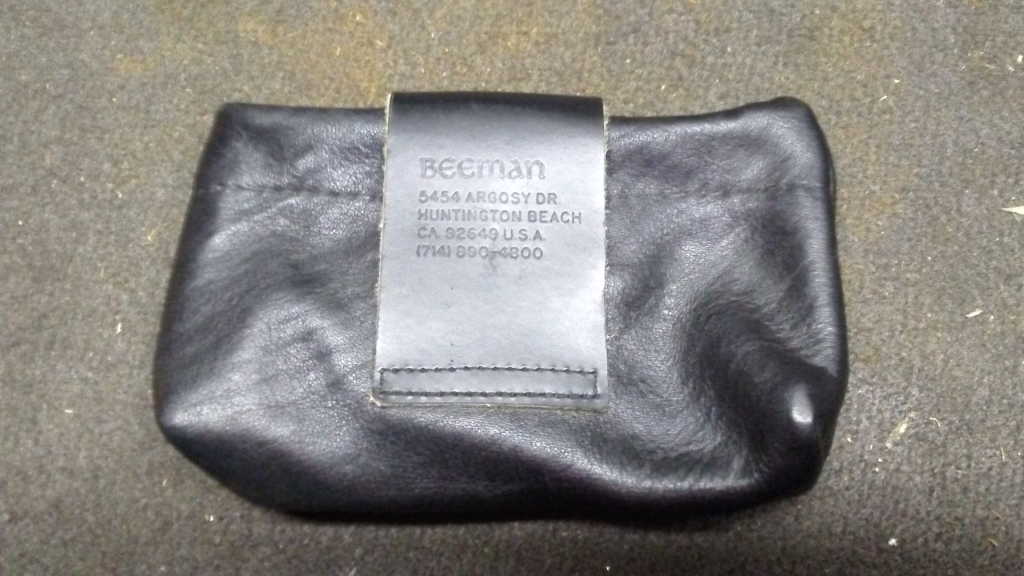 BEEMAN
5454 ARGOSY DR.
HUNTINGTON BEACH
CA. 92649 U.S.A.
(714) 890-4800